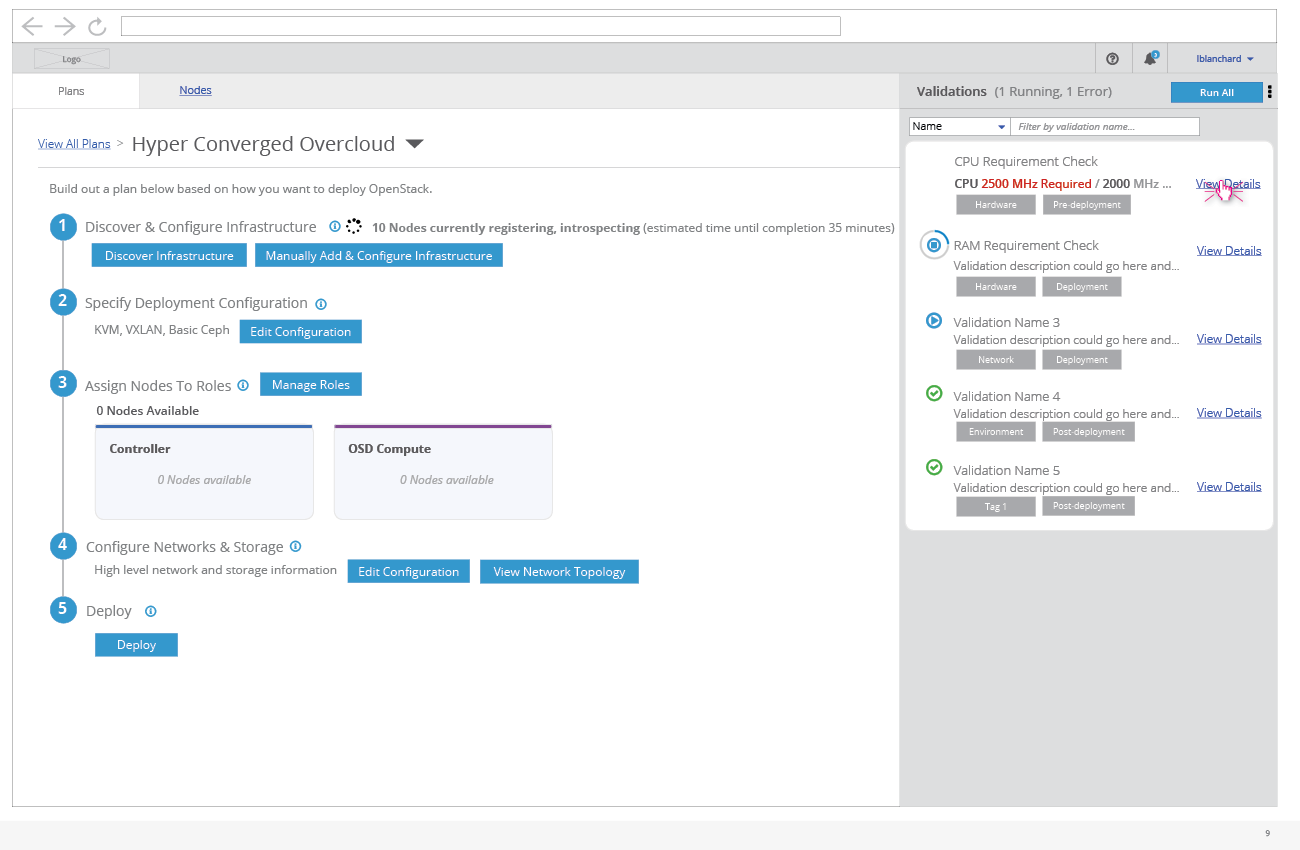 Logo
3
lblanchard
Plans
Nodes
Validations (1 Running, 1 Error)
Run All
View All Plans > Hyper Converged Overcloud
Build out a plan below based on how you want to deploy OpenStack.
1 Discover & Configure Infrastructure
10 Nodes currently registering, introspecting (estimated time until completion 35 minutes)
Discover Infrastructure
Manually Add & Configure Infrastructure
2 Specify Deployment Configuration
KVM, VXLAN, Basic Ceph
Edit Configuration
3 Assign Nodes To Roles
Manage Roles
0 Nodes Available
Controller
0 Nodes available
OSD Compute
0 Nodes available
4 Configure Networks & Storage
High level network and storage information
Edit Configuration
View Network Topology
5 Deploy
Deploy
Name
Filter by validation name...
CPU Requirement Check
CPU 2500 MHz Required / 2000 MHz ...
View Details
Hardware
Pre-deployment
RAM Requirement Check
View Details
Validation description could go here and...
Hardware
Deployment
Validation Name 3
Validation description could go here and...
View Details
Network
Deployment
Validation Name 4
Validation description could go here and...
View Details
Environment
Post-deployment
Validation Name 5
Validation description could go here and...
View Details
Tag 1
Post-deployment
9